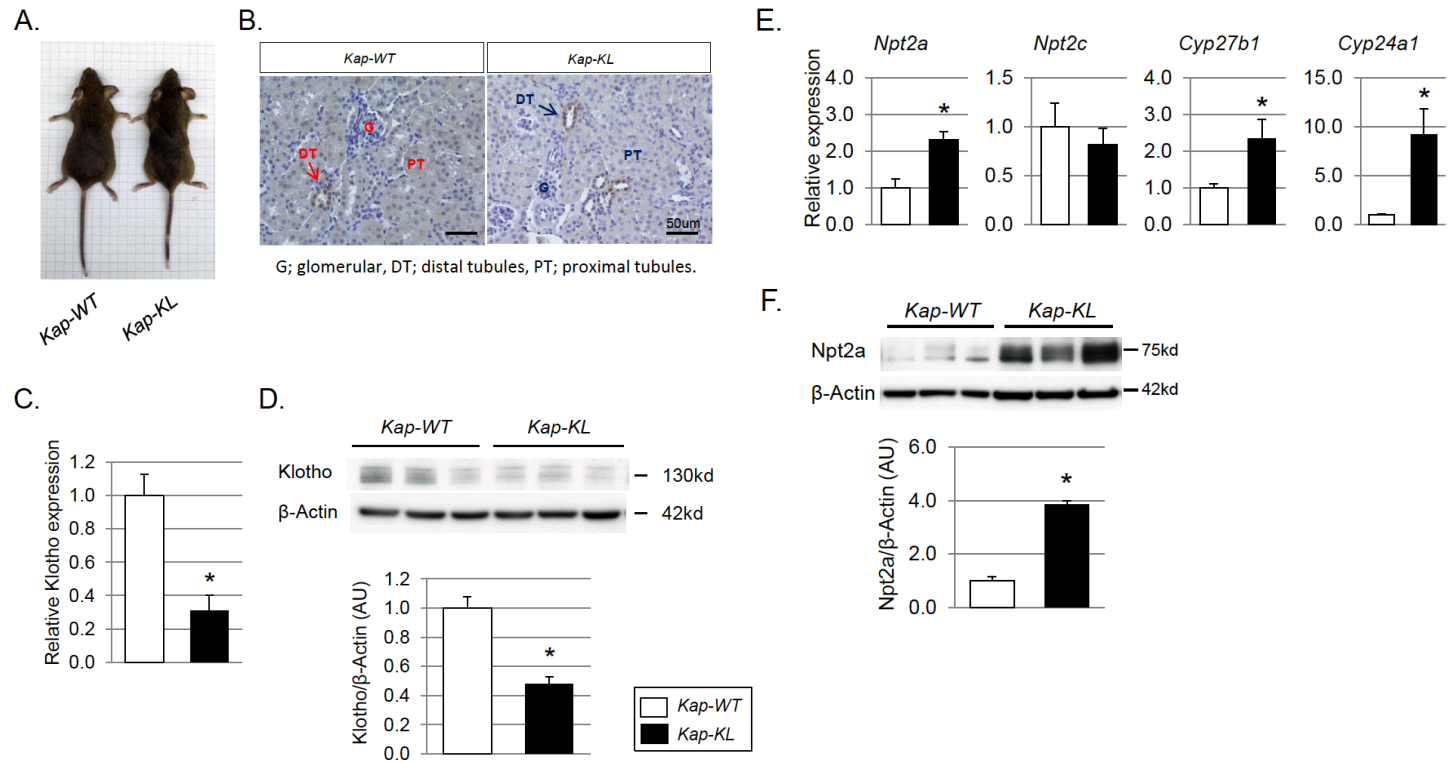 A.
Kap-WT
Kap-KL
B.
Kap-WT
Kap-KL
G
DT
PT
DT
PT
G
50um
G; glomerular, DT; distal tubules, PT; proximal tubules.
C.
Relative Klotho expression
1.2
1.0
0.8
0.6
0.4
0.2
0.0
*
D.
Kap-WT
Kap-KL
Klotho
130kd
β-Actin
42kd
Klotho/β-Actin (AU)
1.2
1.0
0.8
0.6
0.4
0.2
0.0
*
Kap-WT
Kap-KL
E.
Relative expression
Npt2a
4.0
3.0
2.0
1.0
0.0
*
Npt2c
1.5
1.0
0.5
0.0
Cyp27b1
4.0
3.0
2.0
1.0
0.0
*
Cyp24a1
15.0
10.0
5.0
0.0
*
F.
Kap-WT
Kap-KL
Npt2a
75kd
β-Actin
42kd
Npt2a/β-Actin (AU)
6.0
4.0
2.0
0.0
*